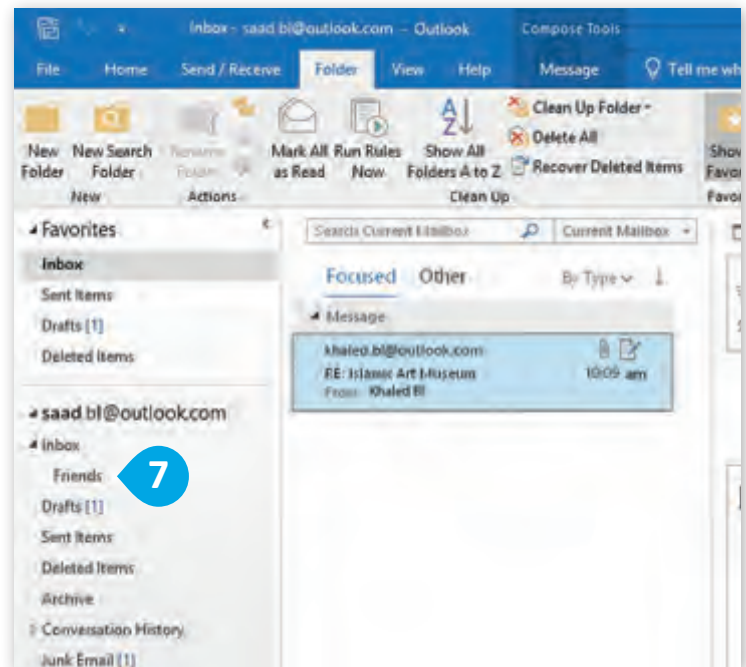 Inbox - saad bl@outlook.com - Outlook
Compose Tools
File Home Send / Receive Folder View Help Message Tell me wh
New Folder
New Search Folder
Rename Folder
Mark All as Read
Run Rules Now
Show All Folders A to Z
Clean Up Folder
Delete All
Recover Deleted Items
Show
Favor
New Actions Clean Up Favor
Favorites
Inbox
Sent Items
Drafts [1]
Deleted Items
saad bl@outlook.com
Inbox
Friends
7
Drafts [1]
Sent Items
Deleted Items
Archive
Conversation History
Junk Email [1]
Search Current Mailbox Current Mailbox
Focused Other By Type
Message
khaled.bl@outlook.com
RE: Islamic Art Museum 10:09 am
From: Khaled Bl